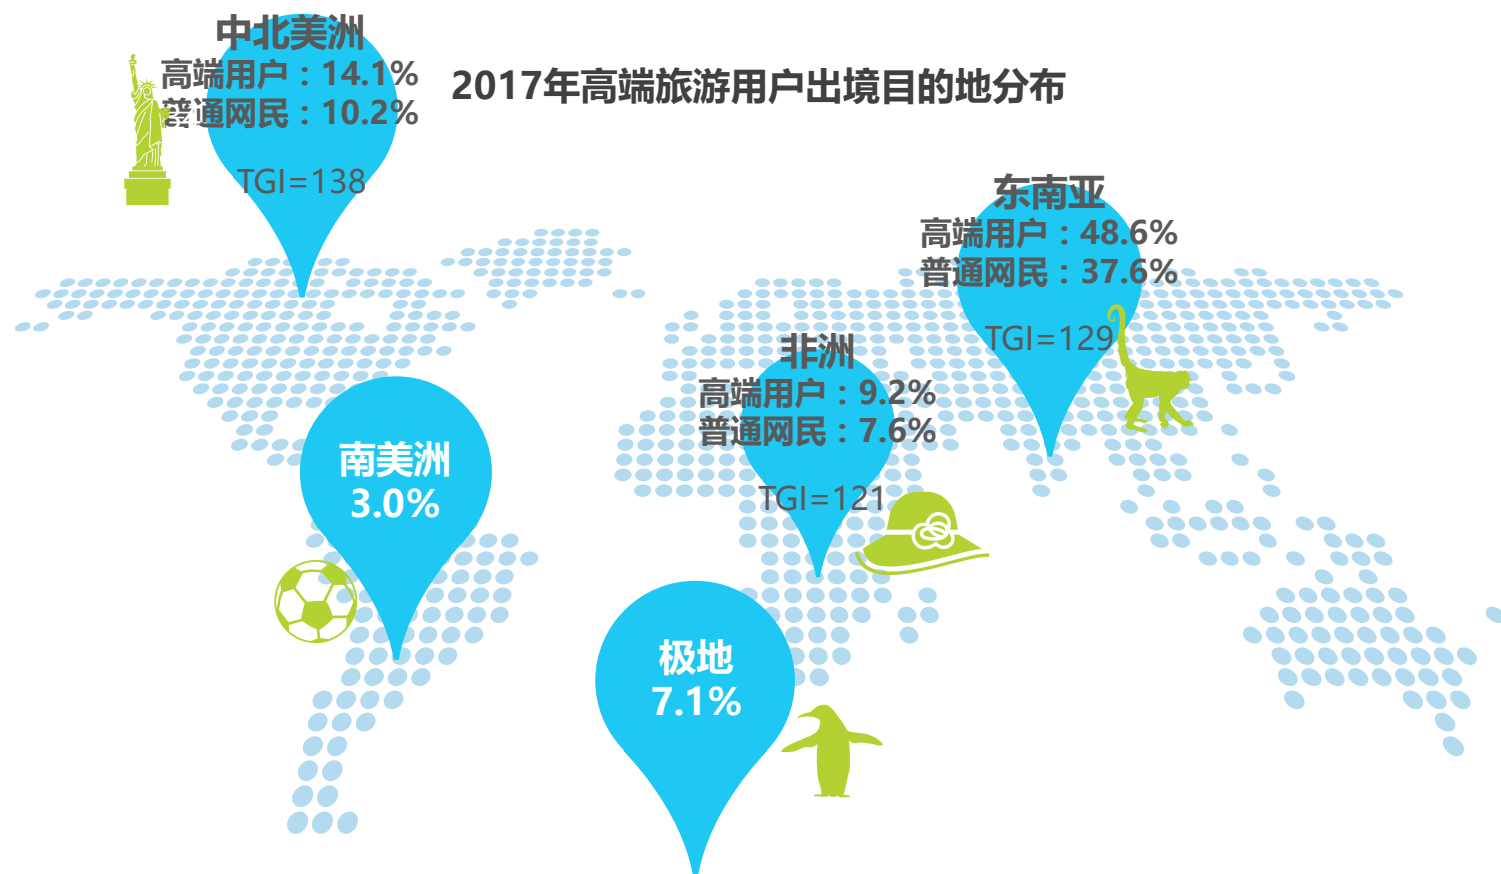 中北美洲
高端用户：14.1%
普通网民：10.2%
TGI=138
2017年高端旅游用户出境目的地分布
东南亚
高端用户：48.6%
普通网民：37.6%
TGI=129
非洲
高端用户：9.2%
普通网民：7.6%
TGI=121
南美洲
3.0%
极地
7.1%